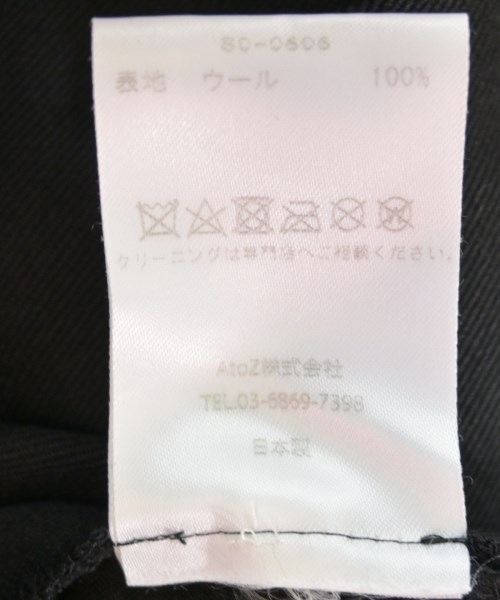 SC-0606
表地 ウール 100%
クリーニングは専門店へご相談ください。
AtoZ株式会社
TEL.03-6869-7398
日本製